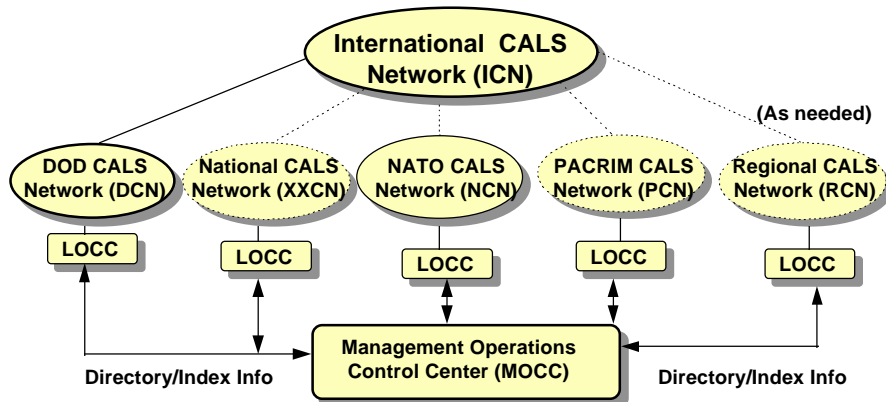 International CALS
Network (ICN)
(As needed)
DOD CALS
Network (DCN)
National CALS
Network (XXCN)
NATO CALS
Network (NCN)
PACRIM CALS
Network (PCN)
Regional CALS
Network (RCN)
LOCC
LOCC
LOCC
LOCC
LOCC
Management Operations
Control Center (MOCC)
Directory/Index Info
Directory/Index Info